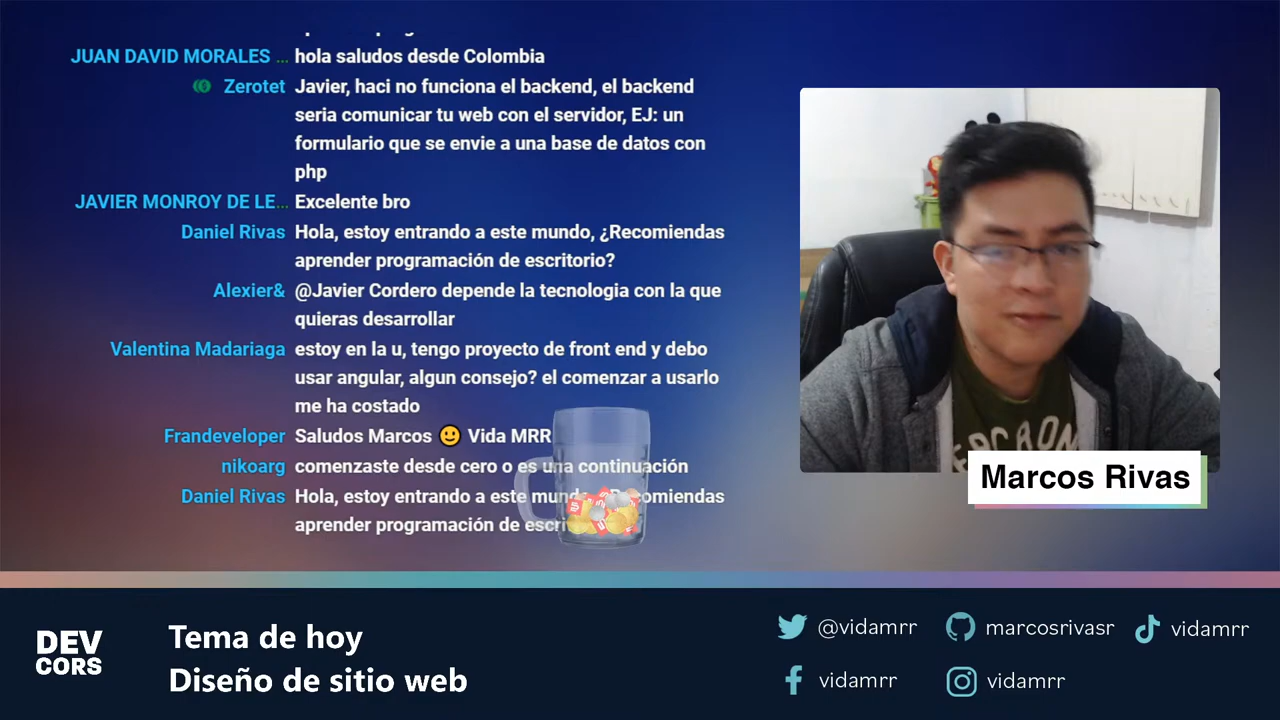 JUAN DAVID MORALES ... hola saludos desde Colombia
Zerotet Javier, haci no funciona el backend, el backend
seria comunicar tu web con el servidor, EJ: un
formulario que se envie a una base de datos con
php
JAVIER MONROY DE LE... Excelente bro
Daniel Rivas Hola, estoy entrando a este mundo, ¿Recomiendas
aprender programación de escritorio?
Alexier& @Javier Cordero depende la tecnologia con la que
quieras desarrollar
Valentina Madariaga estoy en la u, tengo proyecto de front end y debo
usar angular, algun consejo? el comenzar a usarlo
me ha costado
Frandeveloper Saludos Marcos 🙂 Vida MRR
nikoarg comenzaste desde cero o es una continuación
Daniel Rivas Hola, estoy entrando a este
aprender programación de
Marcos Rivas
DEV
CORS
Tema de hoy
Diseño de sitio web
@vidamrr
marcosrivasr
vidamrr
vidamrr
vidamrr